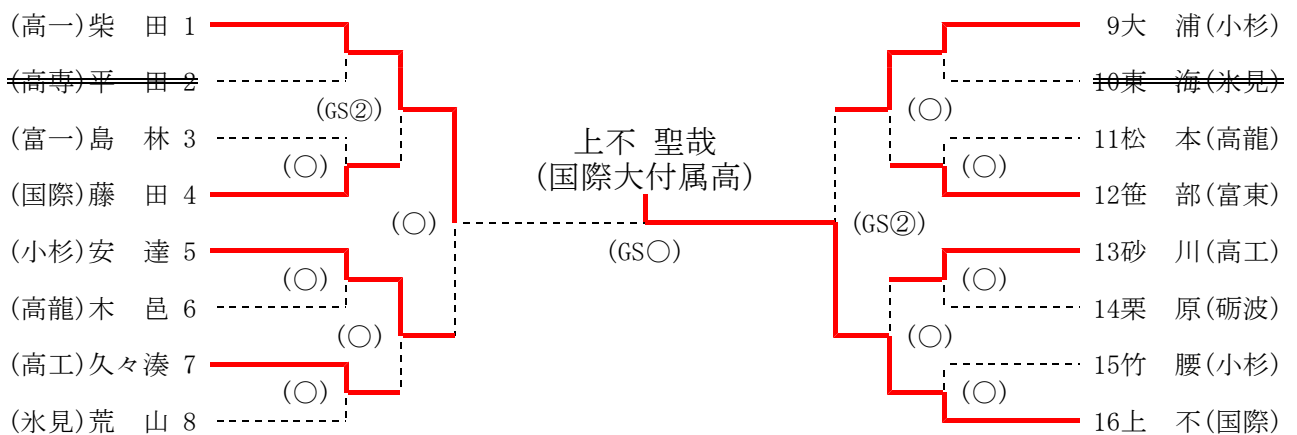 (高一)柴　田 1
(高専)平　田 2
(GS②)
(富一)島　林 3
(○)
(国際)藤　田 4
(○)
(小杉)安　達 5
(○)
(高龍)木　邑 6
(○)
(高工)久々湊 7
(○)
(氷見)荒　山 8
上不 聖哉
(国際大付属高)
(GS○)
9大　浦(小杉)
10東　海(氷見)
(○)
11松　本(高龍)
(○)
12笹　部(富東)
(GS②)
13砂　川(高工)
(○)
14栗　原(砺波)
(○)
15竹　腰(小杉)
(○)
16上　不(国際)